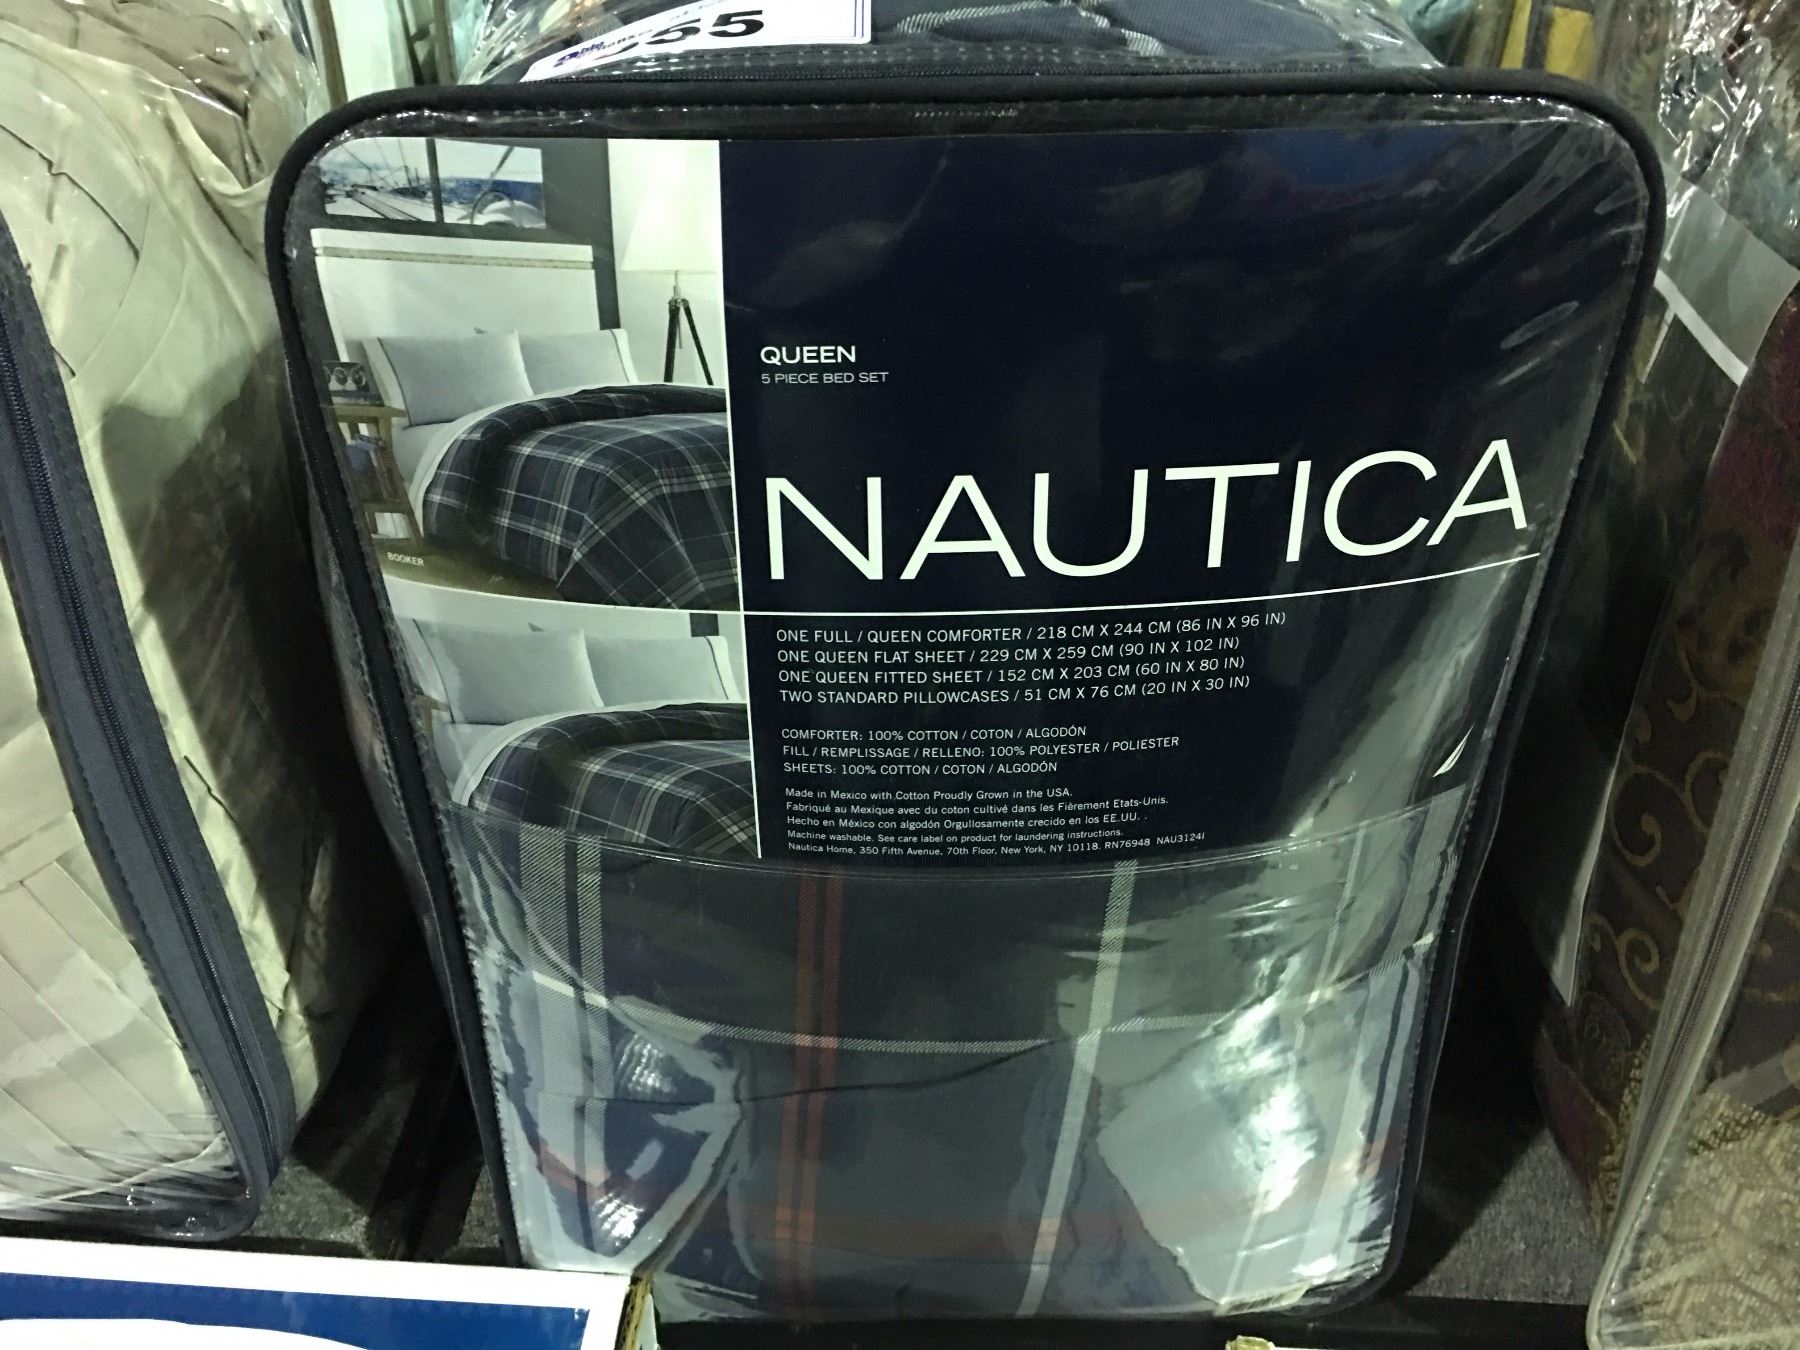 55
QUEEN
5 PIECE BED SET
NAUTICA
BOOKER
ONE FULL / QUEEN COMFORTER / 218 CM X 244 CM (86 IN X 96 IN)
ONE QUEEN FLAT SHEET / 229 CM X 259 CM (90 IN X 102 IN)
ONE QUEEN FITTED SHEET / 152 CM X 203 CM (60 IN X 80 IN)
TWO STANDARD PILLOWCASES / 51 CM X 76 CM (20 IN X 30 IN)
COMFORTER: 100% COTTON / COTON / ALGODÓN
FILL / REMPLISSAGE / RELLENO: 100% POLYESTER / POLIESTER
SHEETS: 100% COTTON / COTON / ALGODÓN
Made in Mexico with Cotton Proudly Grown in the USA.
Fabriqué au Mexique avec du coton cultivé dans les Fièrement Etats-Unis.
Hecho en México con algodón Orgullosamente crecido en los EE.UU. .
Machine washable. See care label on product for laundering instructions.
Nautica Home, 350 Fifth Avenue, 70th Floor, New York, NY 10118. RN76948 NAU3124I